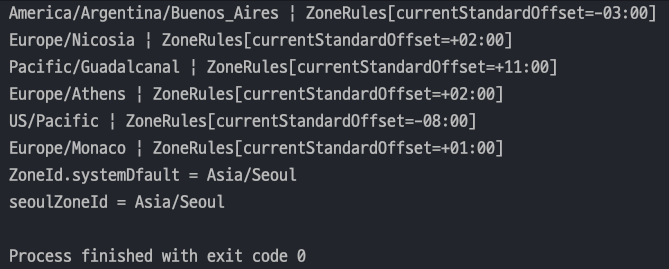 America/Argentina/Buenos_Aires ¦ ZoneRules[currentStandardOffset=-03:00]
Europe/Nicosia ¦ ZoneRules[currentStandardOffset=+02:00]
Pacific/Guadalcanal ¦ ZoneRules[currentStandardOffset=+11:00]
Europe/Athens ¦ ZoneRules[currentStandardOffset=+02:00]
US/Pacific ¦ ZoneRules[currentStandardOffset=-08:00]
Europe/Monaco ¦ ZoneRules[currentStandardOffset=+01:00]
ZoneId.systemDfault = Asia/Seoul
seoulZoneId = Asia/Seoul
Process finished with exit code 0